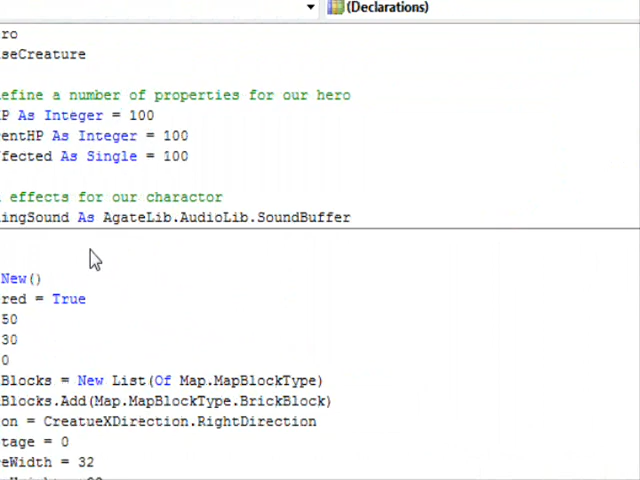 (Declarations)
ro
seCreature
efine a number of properties for our hero
P As Integer = 100
entHP As Integer = 100
ffected As Single = 100
effects for our charactor
ingSound As AgateLib.AudioLib.SoundBuffer
New()
red = True
50
30
0
Blocks = New List(Of Map.MapBlockType)
Blocks.Add(Map.MapBlockType.BrickBlock)
on = CreatueXDirection.RightDirection
tage = 0
eWidth = 32